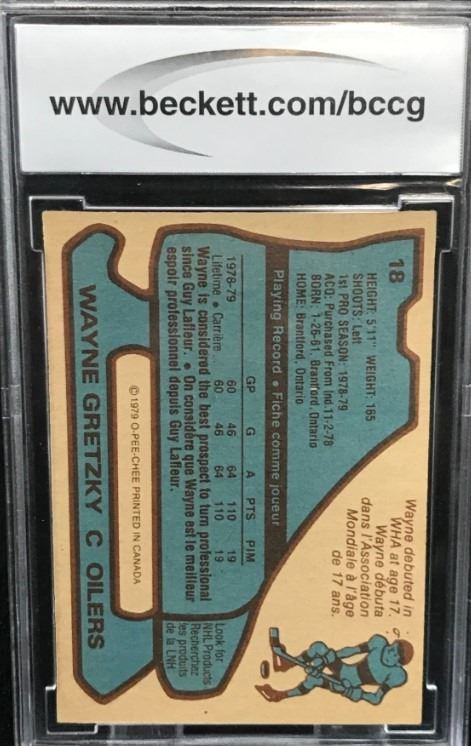 www.beckett.com/bccg
18
HEIGHT: 5'11" WEIGHT: 165
SHOOTS: Left
1st PRO SEASON: 1978-79
ACQ: Purchased From Ind. 11-2-78
BORN: 1-26-61, Brantford, Ontario
HOME: Brantford, Ontario
Wayne debuted in
WHA at age 17.
Wayne débuta
dans l'Association
Mondiale à l'âge
de 17 ans.
Playing Record • Fiche comme joueur
GP G A PTS PIM
1978-79 60 46 64 110 19
Lifetime • Carrière 60 46 64 110 19
Wayne is considered the best prospect to turn professional
since Guy Lafleur. • On considère que Wayne est le meilleur
espoir professionnel depuis Guy Lafleur.
Look for
NHL Products
Recherchez
les produits
de la LNH
© 1979 O-PEE-CHEE PRINTED IN CANADA
WAYNE GRETZKY C OILERS